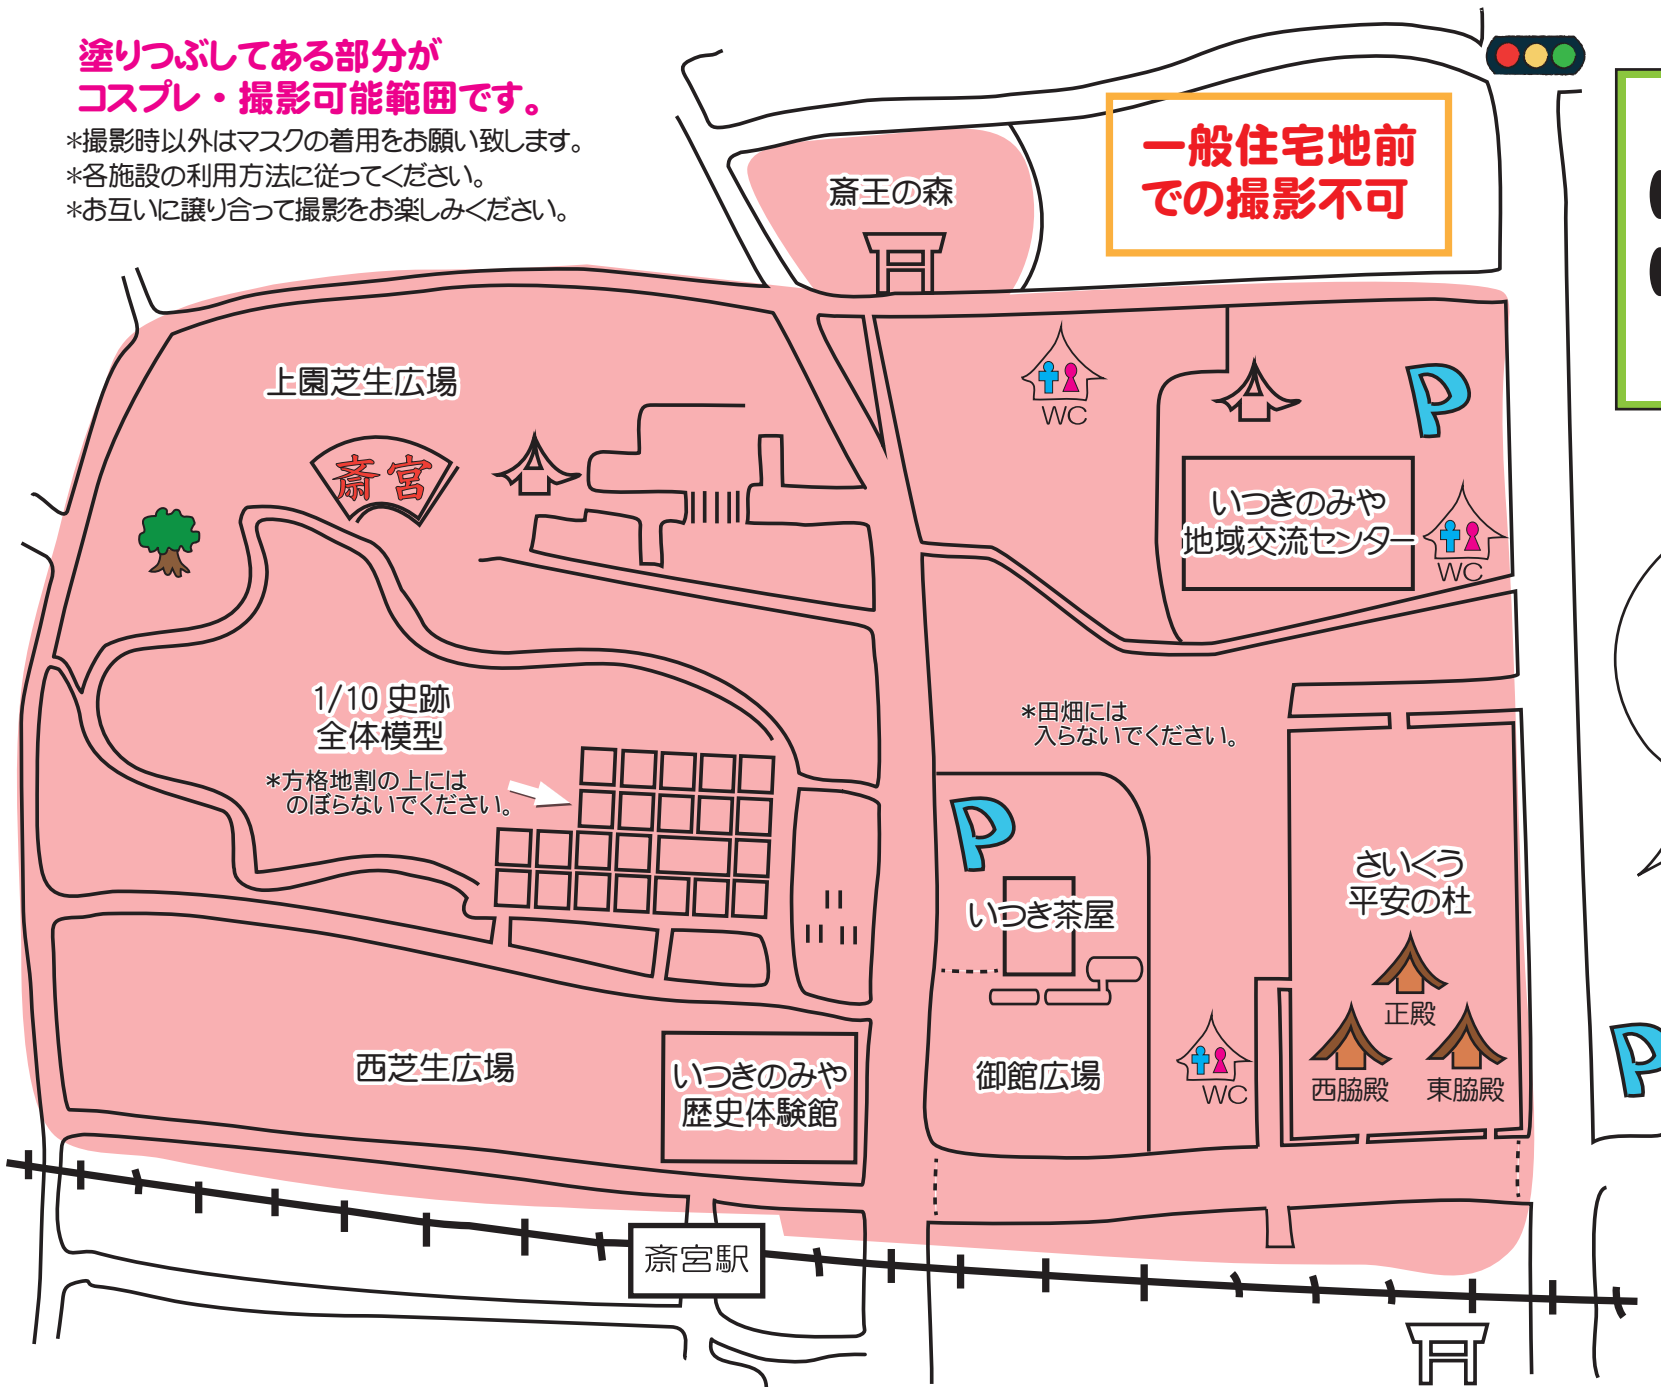 塗りつぶしてある部分が
コスプレ・撮影可能範囲です。
*撮影時以外はマスクの着用をお願い致します。
*各施設の利用方法に従ってください。
*お互いに譲り合って撮影をお楽しみください。
一般住宅地前
での撮影不可
斎王の森
上園芝生広場
斎宮
WC
P
いつきのみや
地域交流センター
WC
1/10 史跡
全体模型
*方格地割の上には
のぼらないでください。
*田畑には
入らないでください。
P
いつき茶屋
さいくう
平安の杜
正殿
西脇殿
東脇殿
西芝生広場
いつきのみや
歴史体験館
御館広場
WC
P
斎宮駅